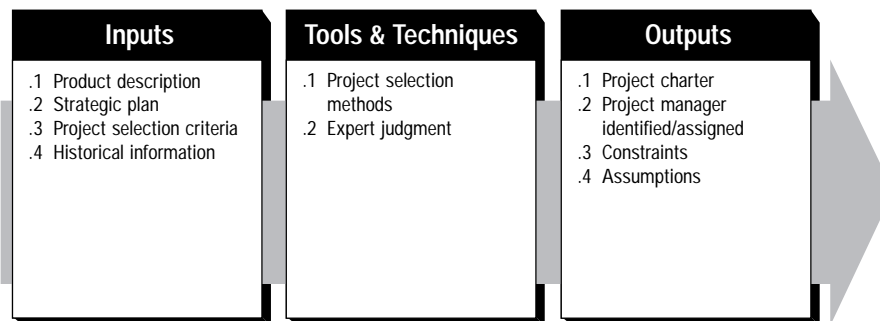 Inputs
.1 Product description
.2 Strategic plan
.3 Project selection criteria
.4 Historical information
Tools & Techniques
.1 Project selection
methods
.2 Expert judgment
Outputs
.1 Project charter
.2 Project manager
identified/assigned
.3 Constraints
.4 Assumptions